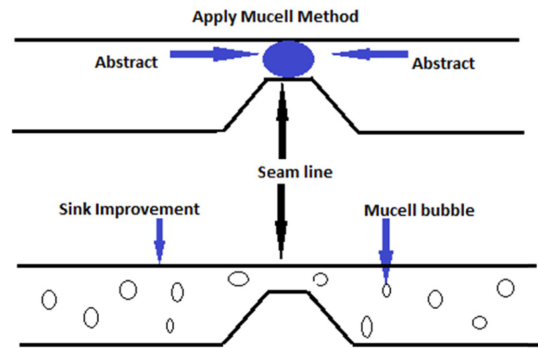 Apply Mucell Method
Abstract
Abstract
Seam line
Sink Improvement
Mucell bubble